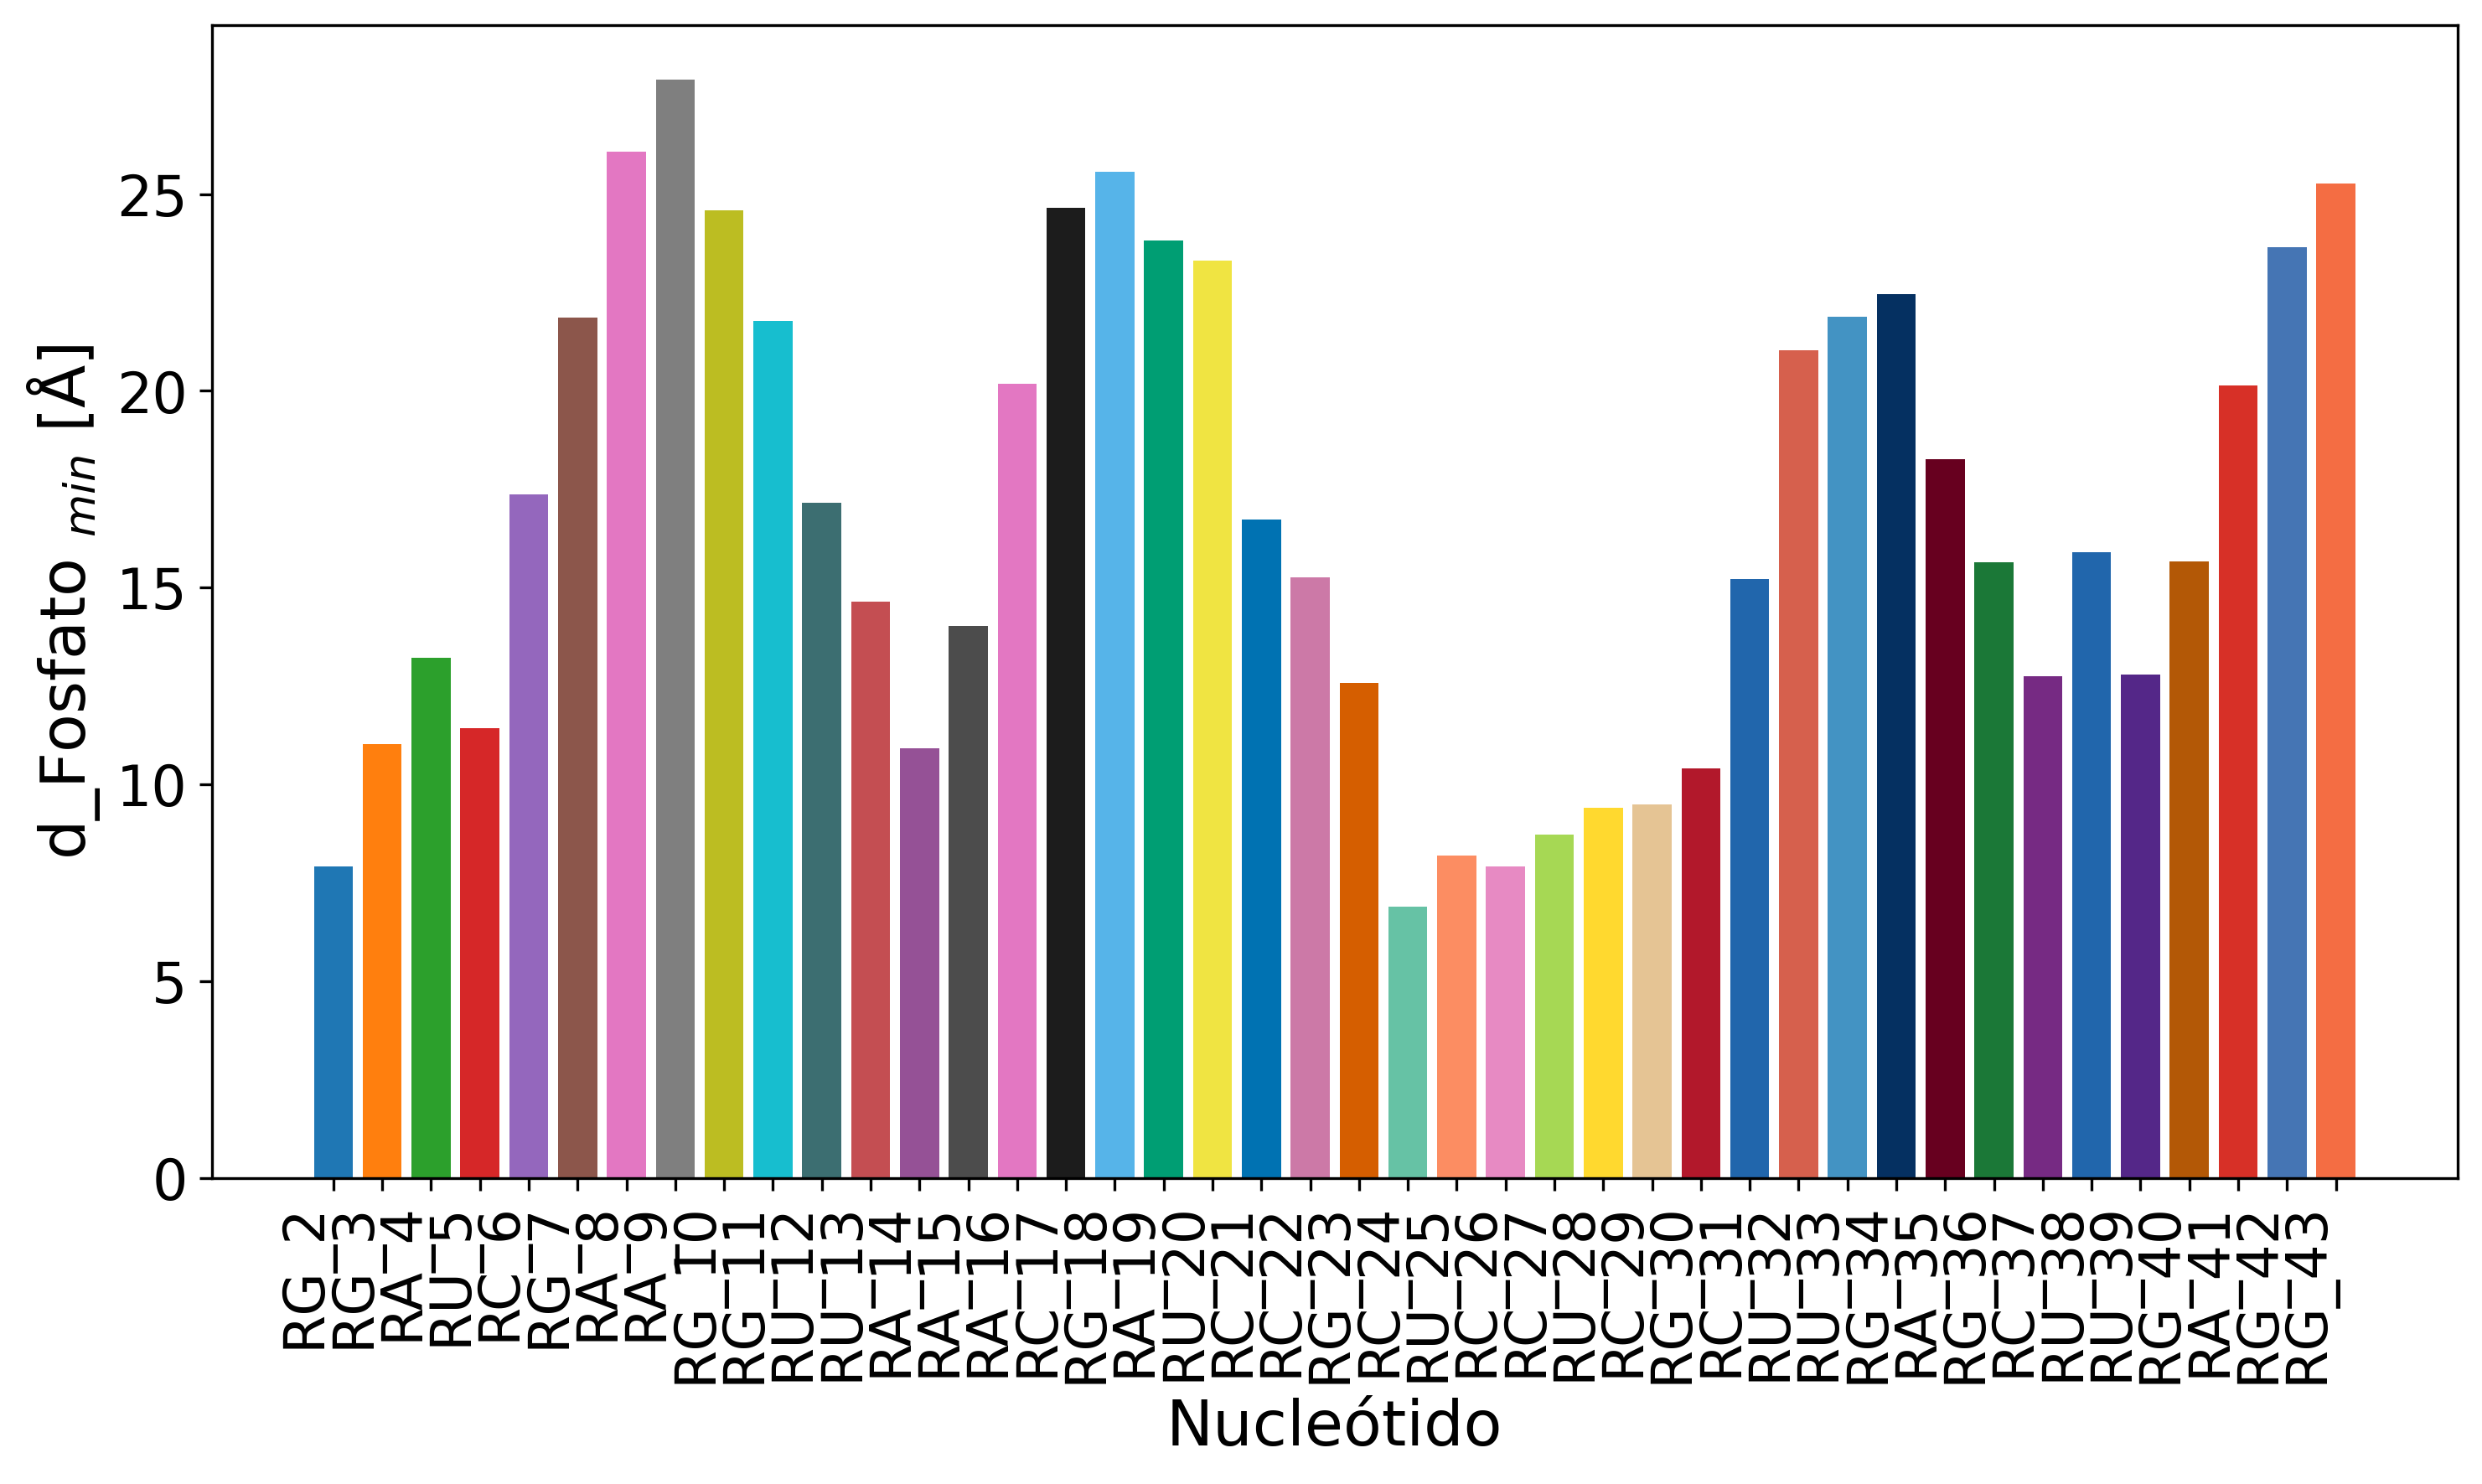 d_Fosfato min [Å]
25
20
15
10
5
0
RG_2
RG_3
RA_4
RU_5
RC_6
RG_7
RA_8
RA_9
RG_10
RG_11
RU_12
RU_13
RA_14
RA_15
RA_16
RC_17
RG_18
RA_19
RU_20
RC_21
RC_22
RG_23
RC_24
RU_25
RC_26
RC_27
RU_28
RC_29
RG_30
RC_31
RU_32
RU_33
RG_34
RA_35
RG_36
RC_37
RU_38
RU_39
RG_40
RA_41
RG_42
RG_43
Nucleótido